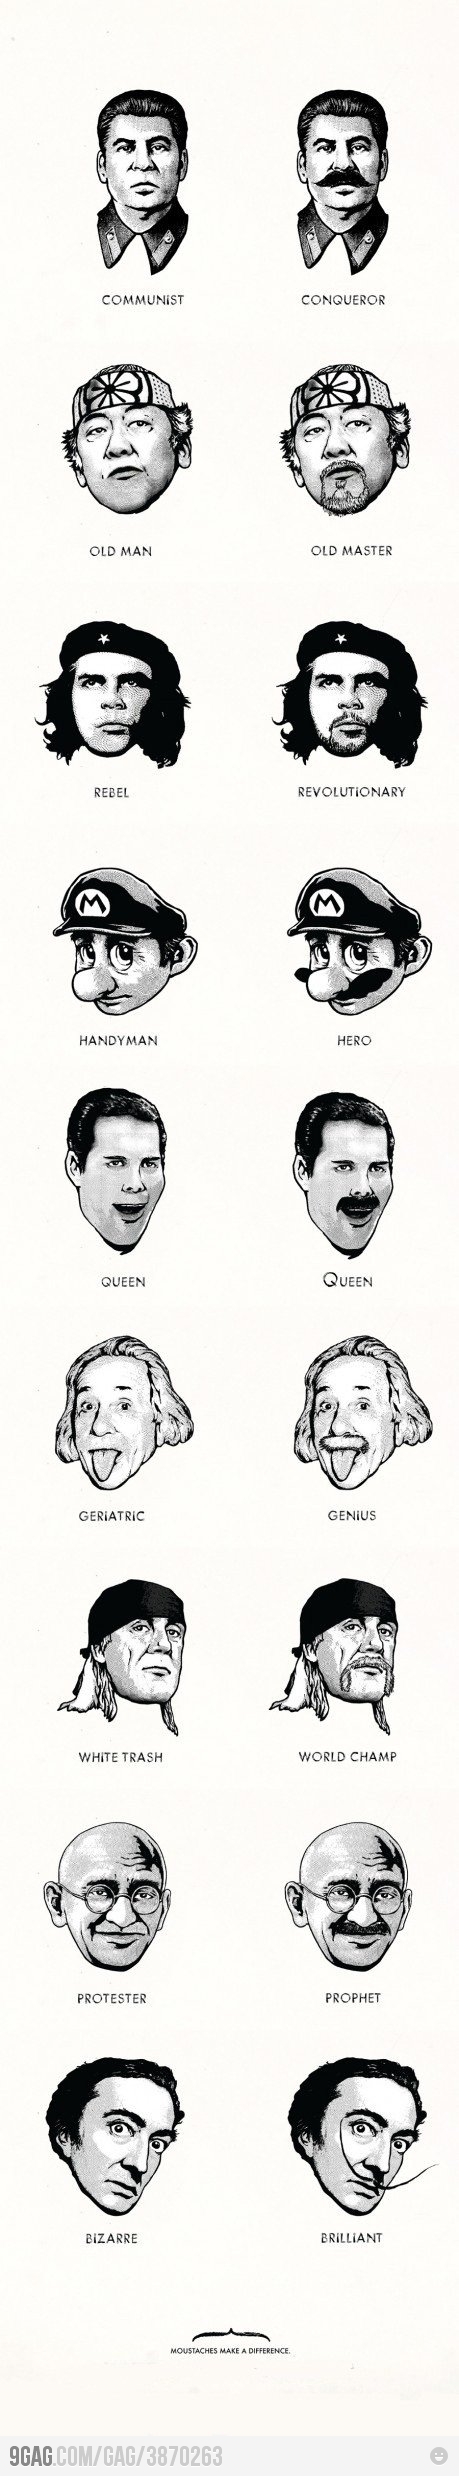 COMMUNIST CONQUEROR
OLD MAN OLD MASTER
REBEL REVOLUTIONARY
M M
HANDYMAN HERO
QUEEN QUEEN
GERIATRIC GENIUS
WHITE TRASH WORLD CHAMP
PROTESTER PROPHET
BIZARRE BRILLIANT
MOUSTACHES MAKE A DIFFERENCE.
9GAG.COM/GAG/3870263